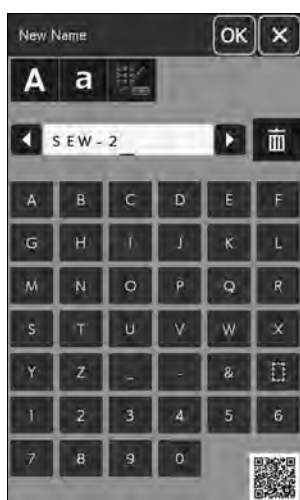 New Name OK X
A a
SEW-2_
A B C D E F
G H I J K L
M N O P Q R
S T U V W X
Y Z _ - &
1 2 3 4 5 6
7 8 9 0